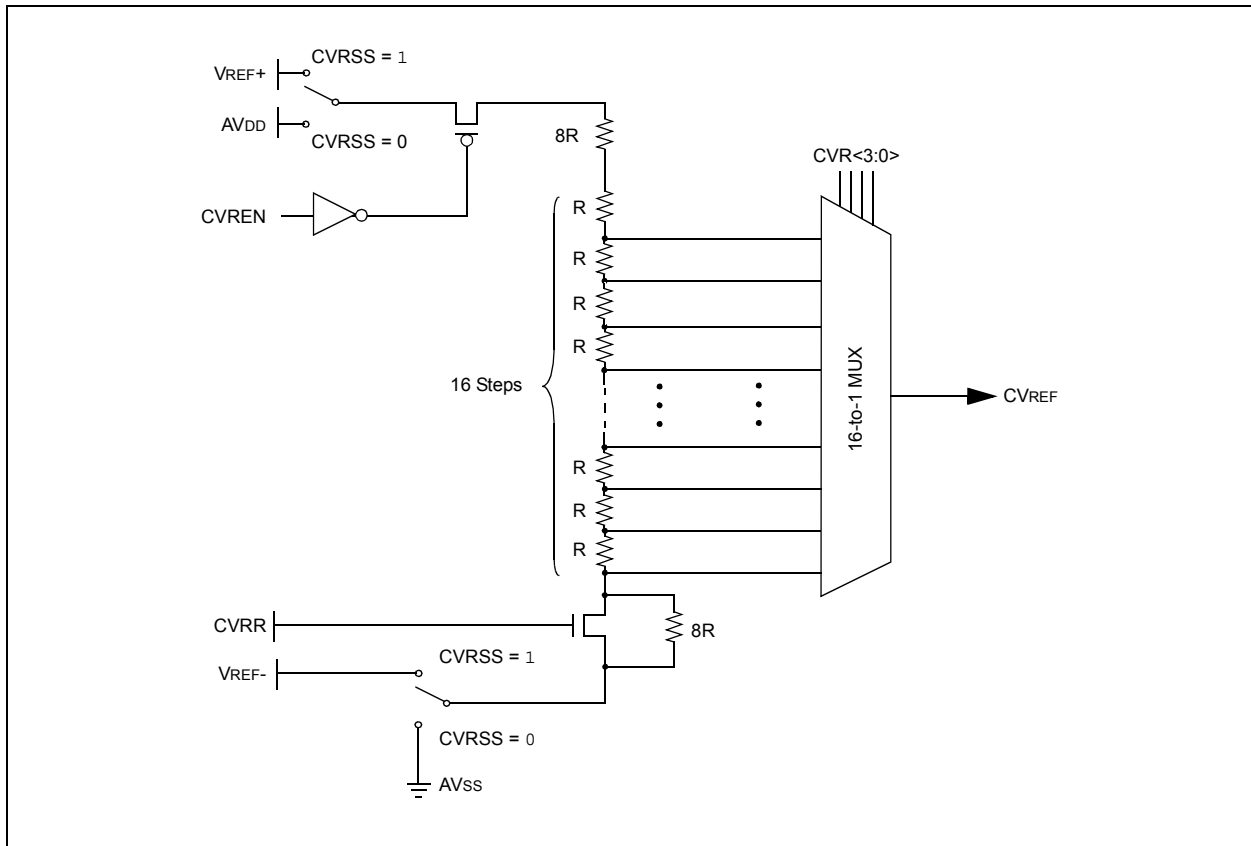 CVRSS = 1
VREF+
AVDD
CVRSS = 0
8R
CVR<3:0>
CVREN
R
R
R
R
16 Steps
16-to-1 MUX
CVREF
R
R
R
CVRR
8R
CVRSS = 1
VREF-
CVRSS = 0
AVSS